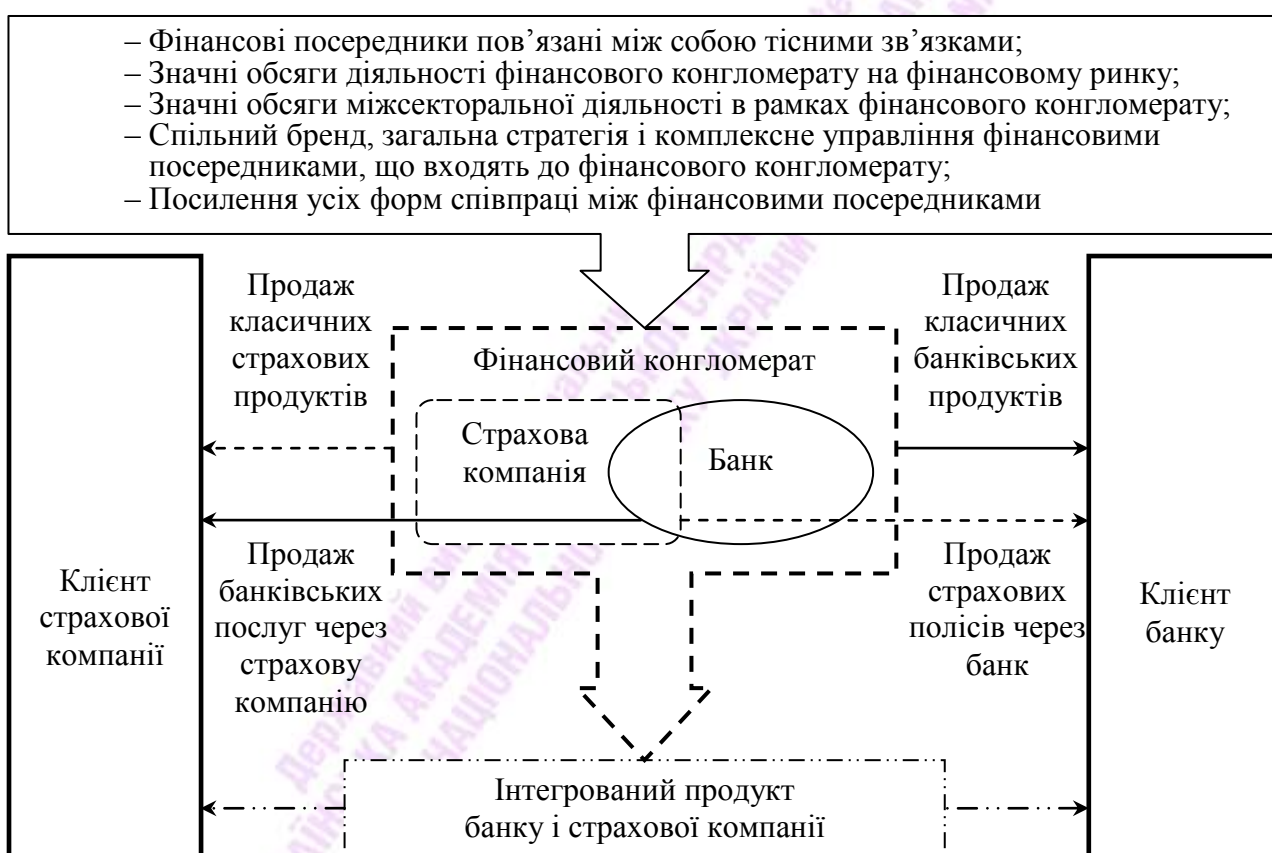 – Фінансові посередники пов’язані між собою тісними зв’язками;
– Значні обсяги діяльності фінансового конгломерату на фінансовому ринку;
– Значні обсяги міжсекторальної діяльності в рамках фінансового конгломерату;
– Спільний бренд, загальна стратегія і комплексне управління фінансовими
посередниками, що входять до фінансового конгломерату;
– Посилення усіх форм співпраці між фінансовими посередниками
Клієнт
страхової
компанії
Продаж
класичних
страхових
продуктів
Продаж
банківських
послуг через
страхову
компанію
Фінансовий конгломерат
Страхова
компанія
Банк
Продаж
класичних
банківських
продуктів
Продаж
страхових
полісів через
банк
Клієнт
банку
Інтегрований продукт
банку і страхової компанії